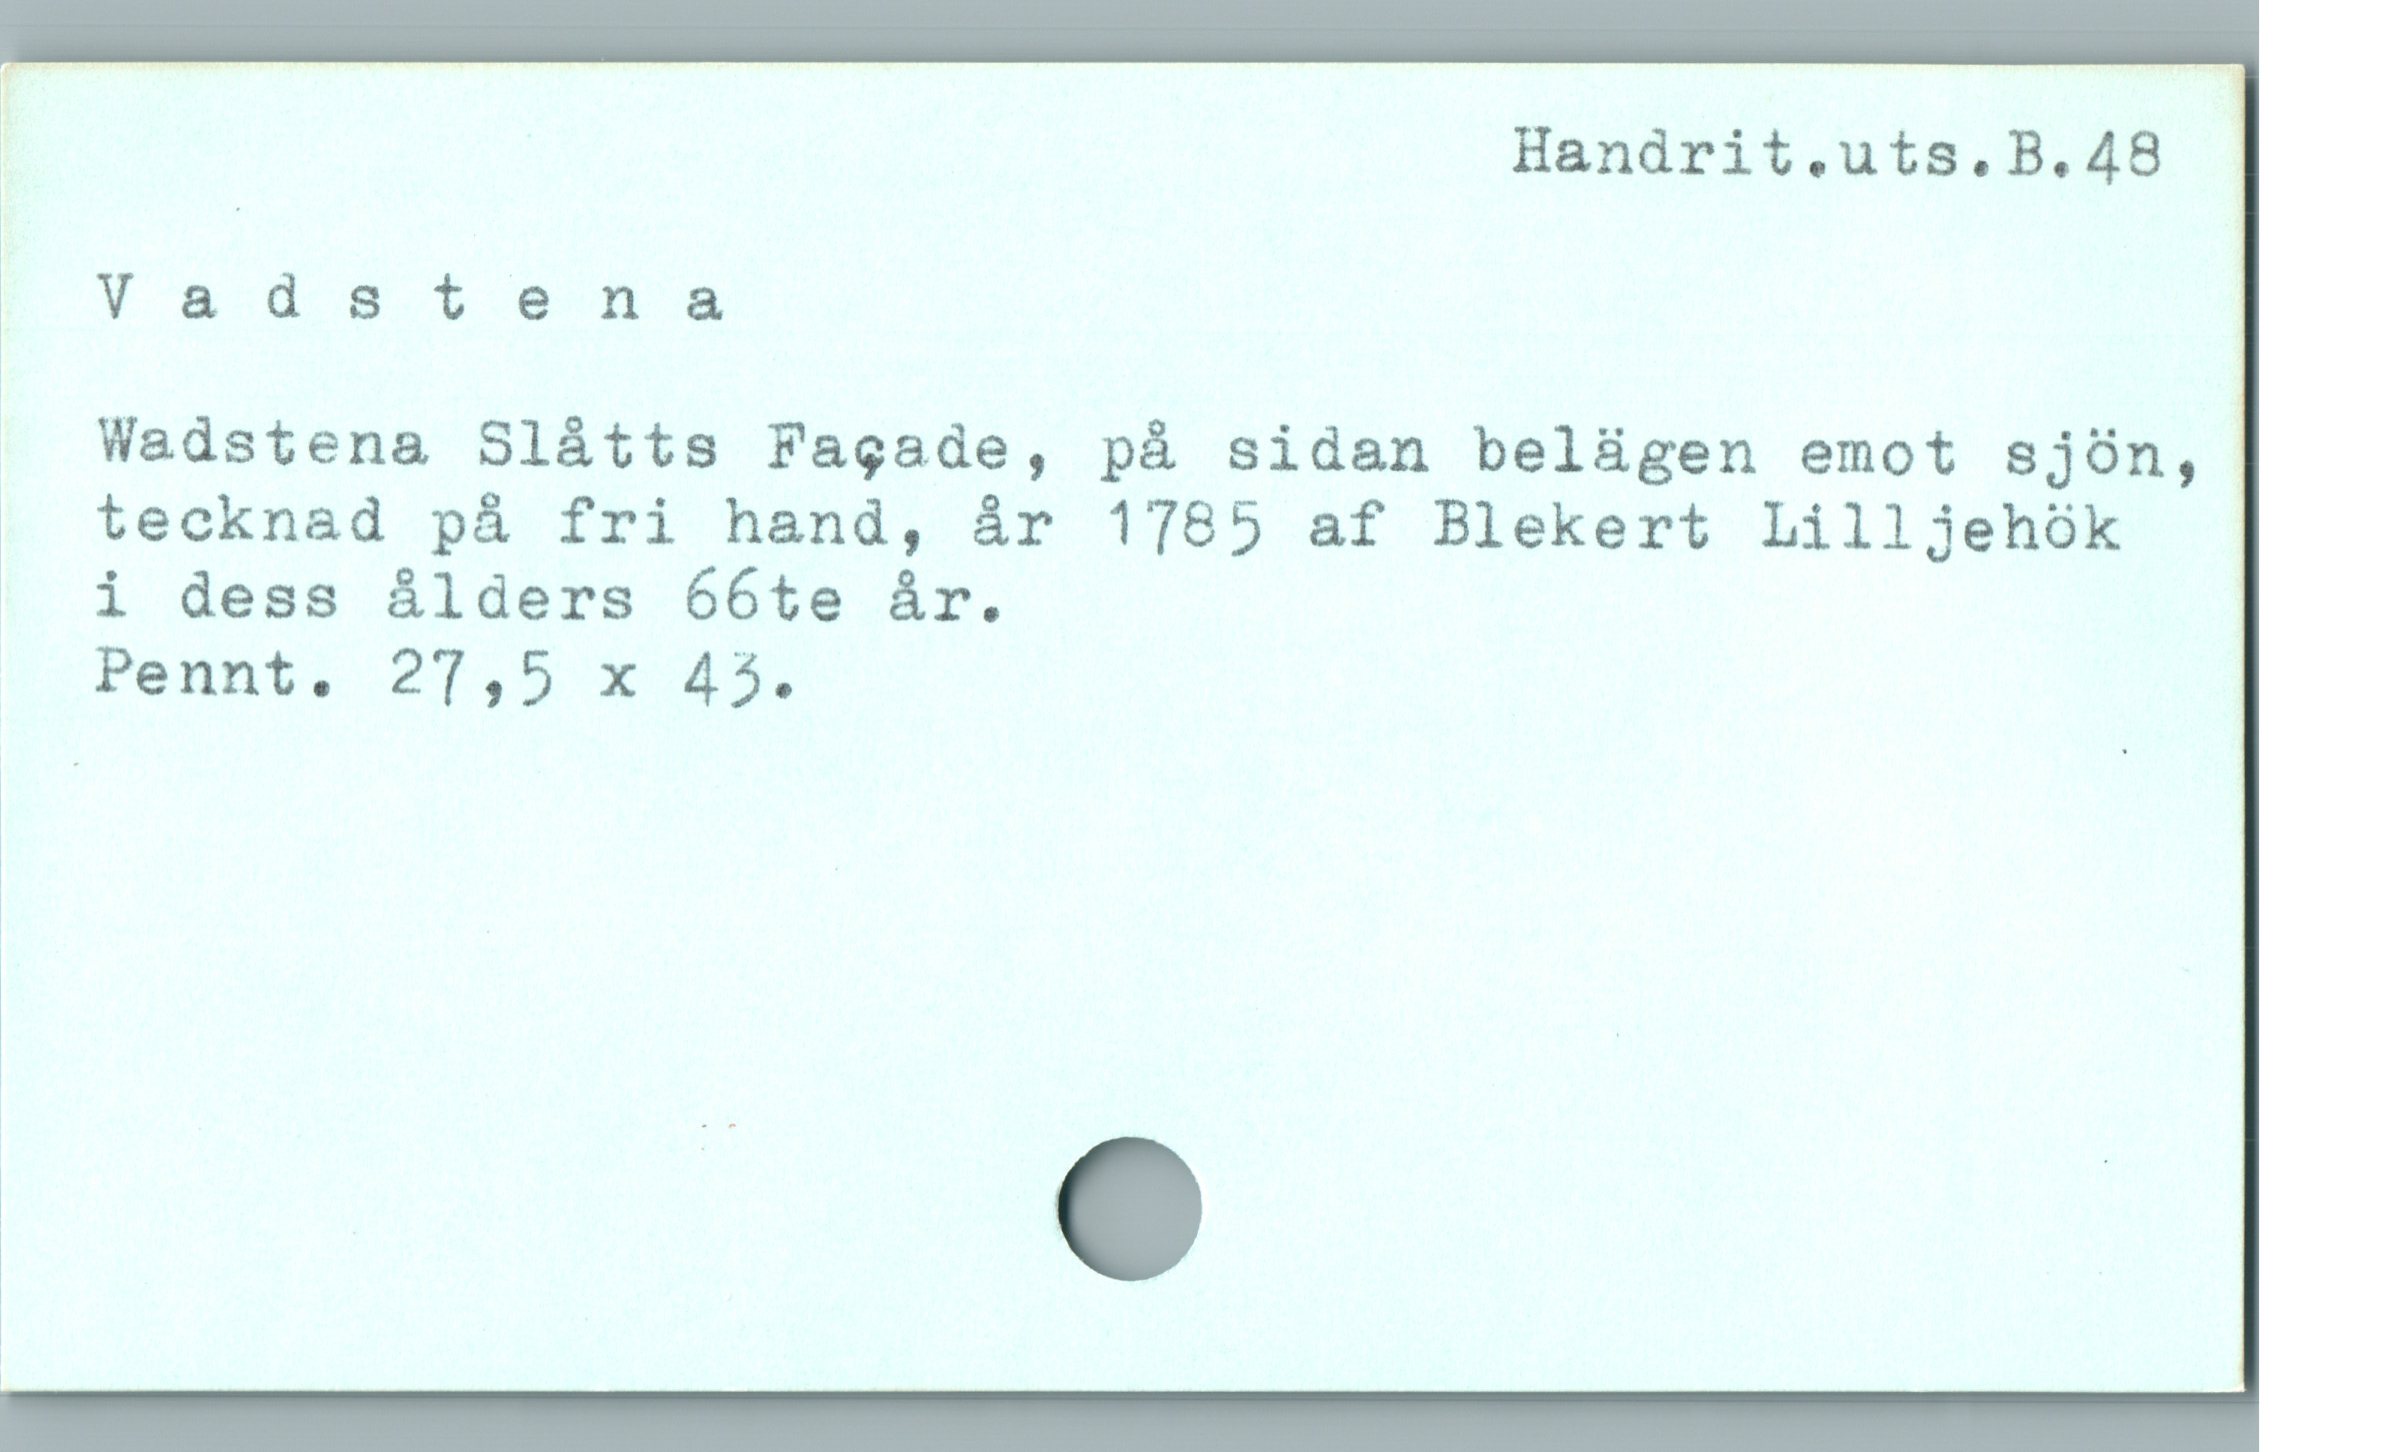 Handrit.uts.B.48
V a d s t e n a
Wadstena Slåtts Façade, på sidan belägen emot sjön,
tecknad på fri hand, år 1785 af Blekert Lilljehök
i dess ålders 66te år.
Pennt. 27,5 x 43.